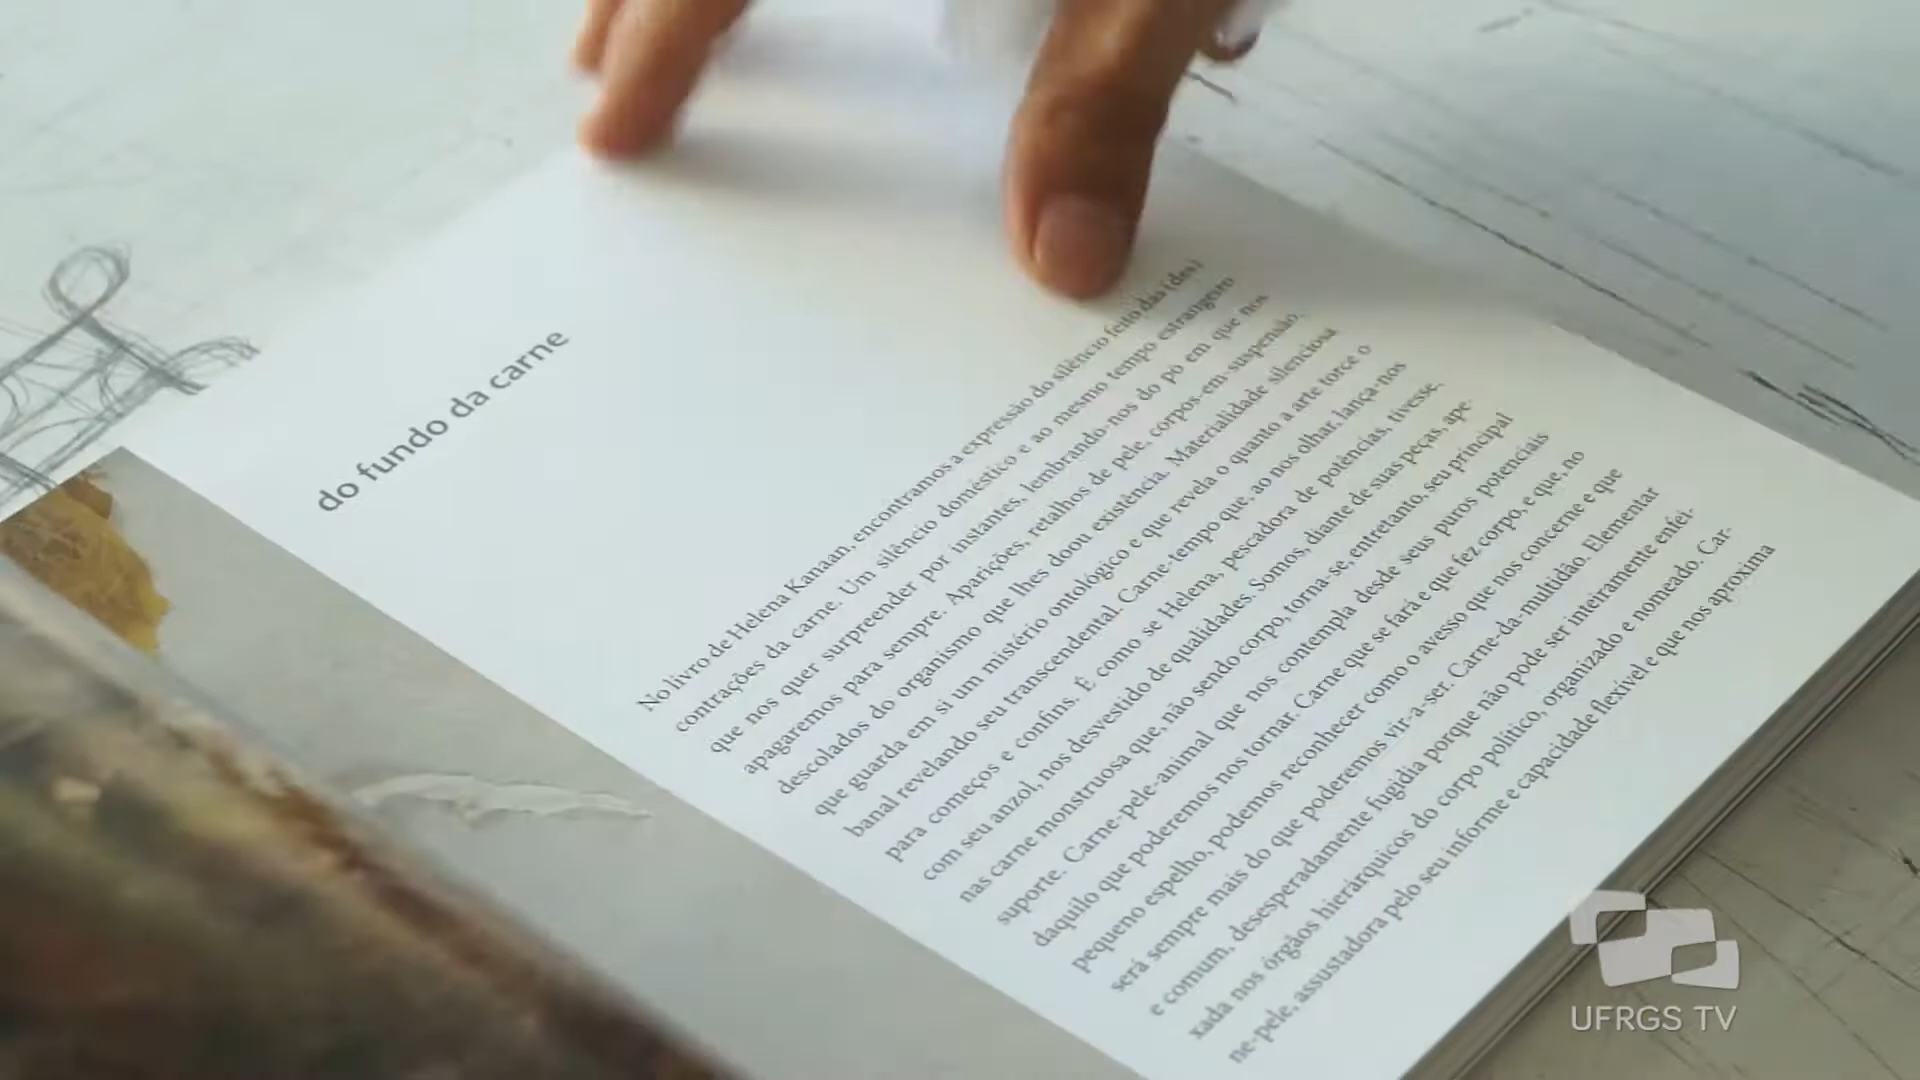 do fundo da carne
No livro de Helena Kanaan, encontramos a expressão do silêncio feito das (des)
contrações da carne. Um silêncio doméstico e ao mesmo tempo estrangeiro
que nos quer surpreender por instantes, lembrando-nos do pó em que nos
apagaremos para sempre. Aparições, retalhos de pele, corpos-em-suspensão,
descolados do organismo que lhes doou existência. Materialidade silenciosa
que guarda em si um mistério ontológico e que revela o quanto a arte torce o
banal revelando seu transcendental. Carne-tempo que, ao nos olhar, lança-nos
para começos e confins. É como se Helena, pescadora de potências, tivesse,
com seu anzol, nos desvestido de qualidades. Somos, diante de suas peças, ape-
nas carne monstruosa que, não sendo corpo, torna-se, entretanto, seu principal
suporte. Carne-pele-animal que nos contempla desde seus puros potenciais
daquilo que poderemos nos tornar. Carne que se fará e que fez corpo, e que, no
pequeno espelho, podemos reconhecer como o avesso que nos concerne e que
será sempre mais do que poderemos vir-a-ser. Carne-da-multidão. Elementar
e comum, desesperadamente fugidia porque não pode ser inteiramente enfei-
xada nos órgãos hierárquicos do corpo político, organizado e nomeado. Car-
ne-pele, assustadora pelo seu informe e capacidade flexível e que nos aproxima
UFRGS TV